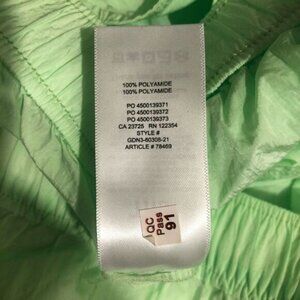 100% POLYAMIDE
100% POLYAMIDE
PO 4500139371
PO 4500139372
PO 4500139373
CA 23725 RN 122354
STYLE #
GDN3-60308-21
ARTICLE # 78469
QC
Pass
91